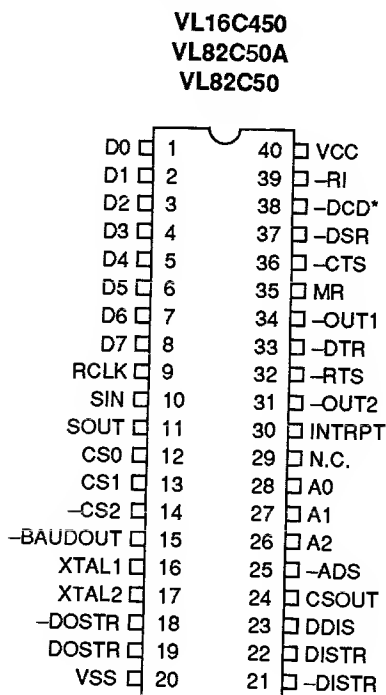 VL16C450
VL82C50A
VL82C50
D0 1 40 VCC
D1 2 39 –RI
D2 3 38 –DCD*
D3 4 37 –DSR
D4 5 36 –CTS
D5 6 35 MR
D6 7 34 –OUT1
D7 8 33 –DTR
RCLK 9 32 –RTS
SIN 10 31 –OUT2
SOUT 11 30 INTRPT
CS0 12 29 N.C.
CS1 13 28 A0
–CS2 14 27 A1
–BAUDOUT 15 26 A2
XTAL1 16 25 –ADS
XTAL2 17 24 CSOUT
–DOSTR 18 23 DDIS
DOSTR 19 22 DISTR
VSS 20 21 –DISTR